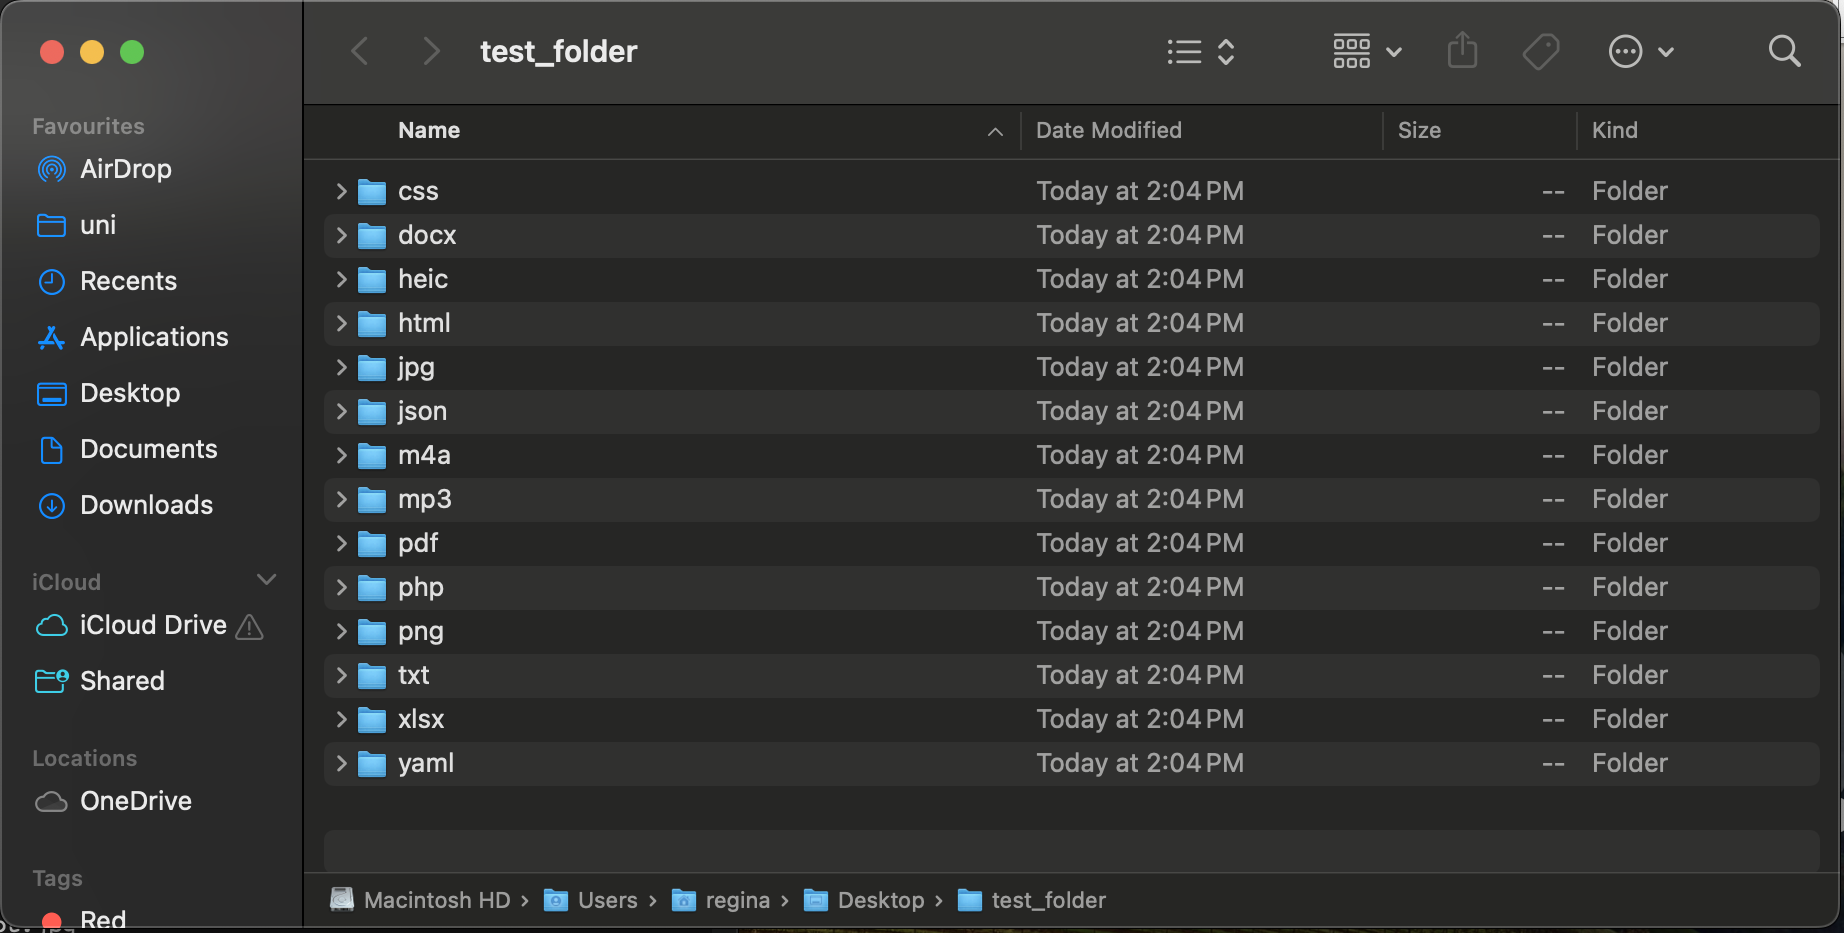 test_folder
Favourites
AirDrop
uni
Recents
Applications
Desktop
Documents
Downloads
iCloud
iCloud Drive
Shared
Locations
OneDrive
Tags
Red
Name Date Modified Size Kind
css Today at 2:04 PM -- Folder
docx Today at 2:04 PM -- Folder
heic Today at 2:04 PM -- Folder
html Today at 2:04 PM -- Folder
jpg Today at 2:04 PM -- Folder
json Today at 2:04 PM -- Folder
m4a Today at 2:04 PM -- Folder
mp3 Today at 2:04 PM -- Folder
pdf Today at 2:04 PM -- Folder
php Today at 2:04 PM -- Folder
png Today at 2:04 PM -- Folder
txt Today at 2:04 PM -- Folder
xlsx Today at 2:04 PM -- Folder
yaml Today at 2:04 PM -- Folder
Macintosh HD › Users › regina › Desktop › test_folder